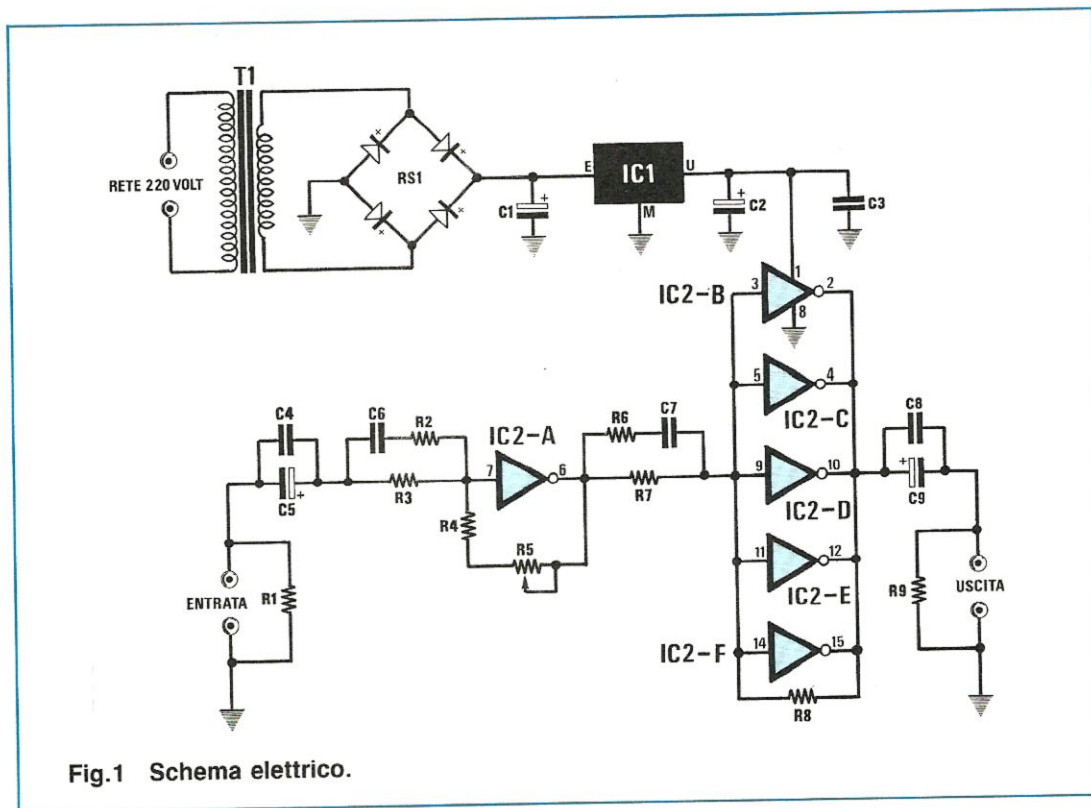 T1
RETE 220 VOLT
RS1
C1
+
E
IC1
U
M
+
C2
C3
IC2-B
3
1
2
8
5
4
IC2-C
C4
C5
+
C6
R2
R3
IC2-A
7
6
R4
R5
R6
C7
R7
9
10
IC2-D
11
12
IC2-E
IC2-F
14
15
R8
C8
+
C9
ENTRATA
R1
R9
USCITA
Fig.1 Schema elettrico.